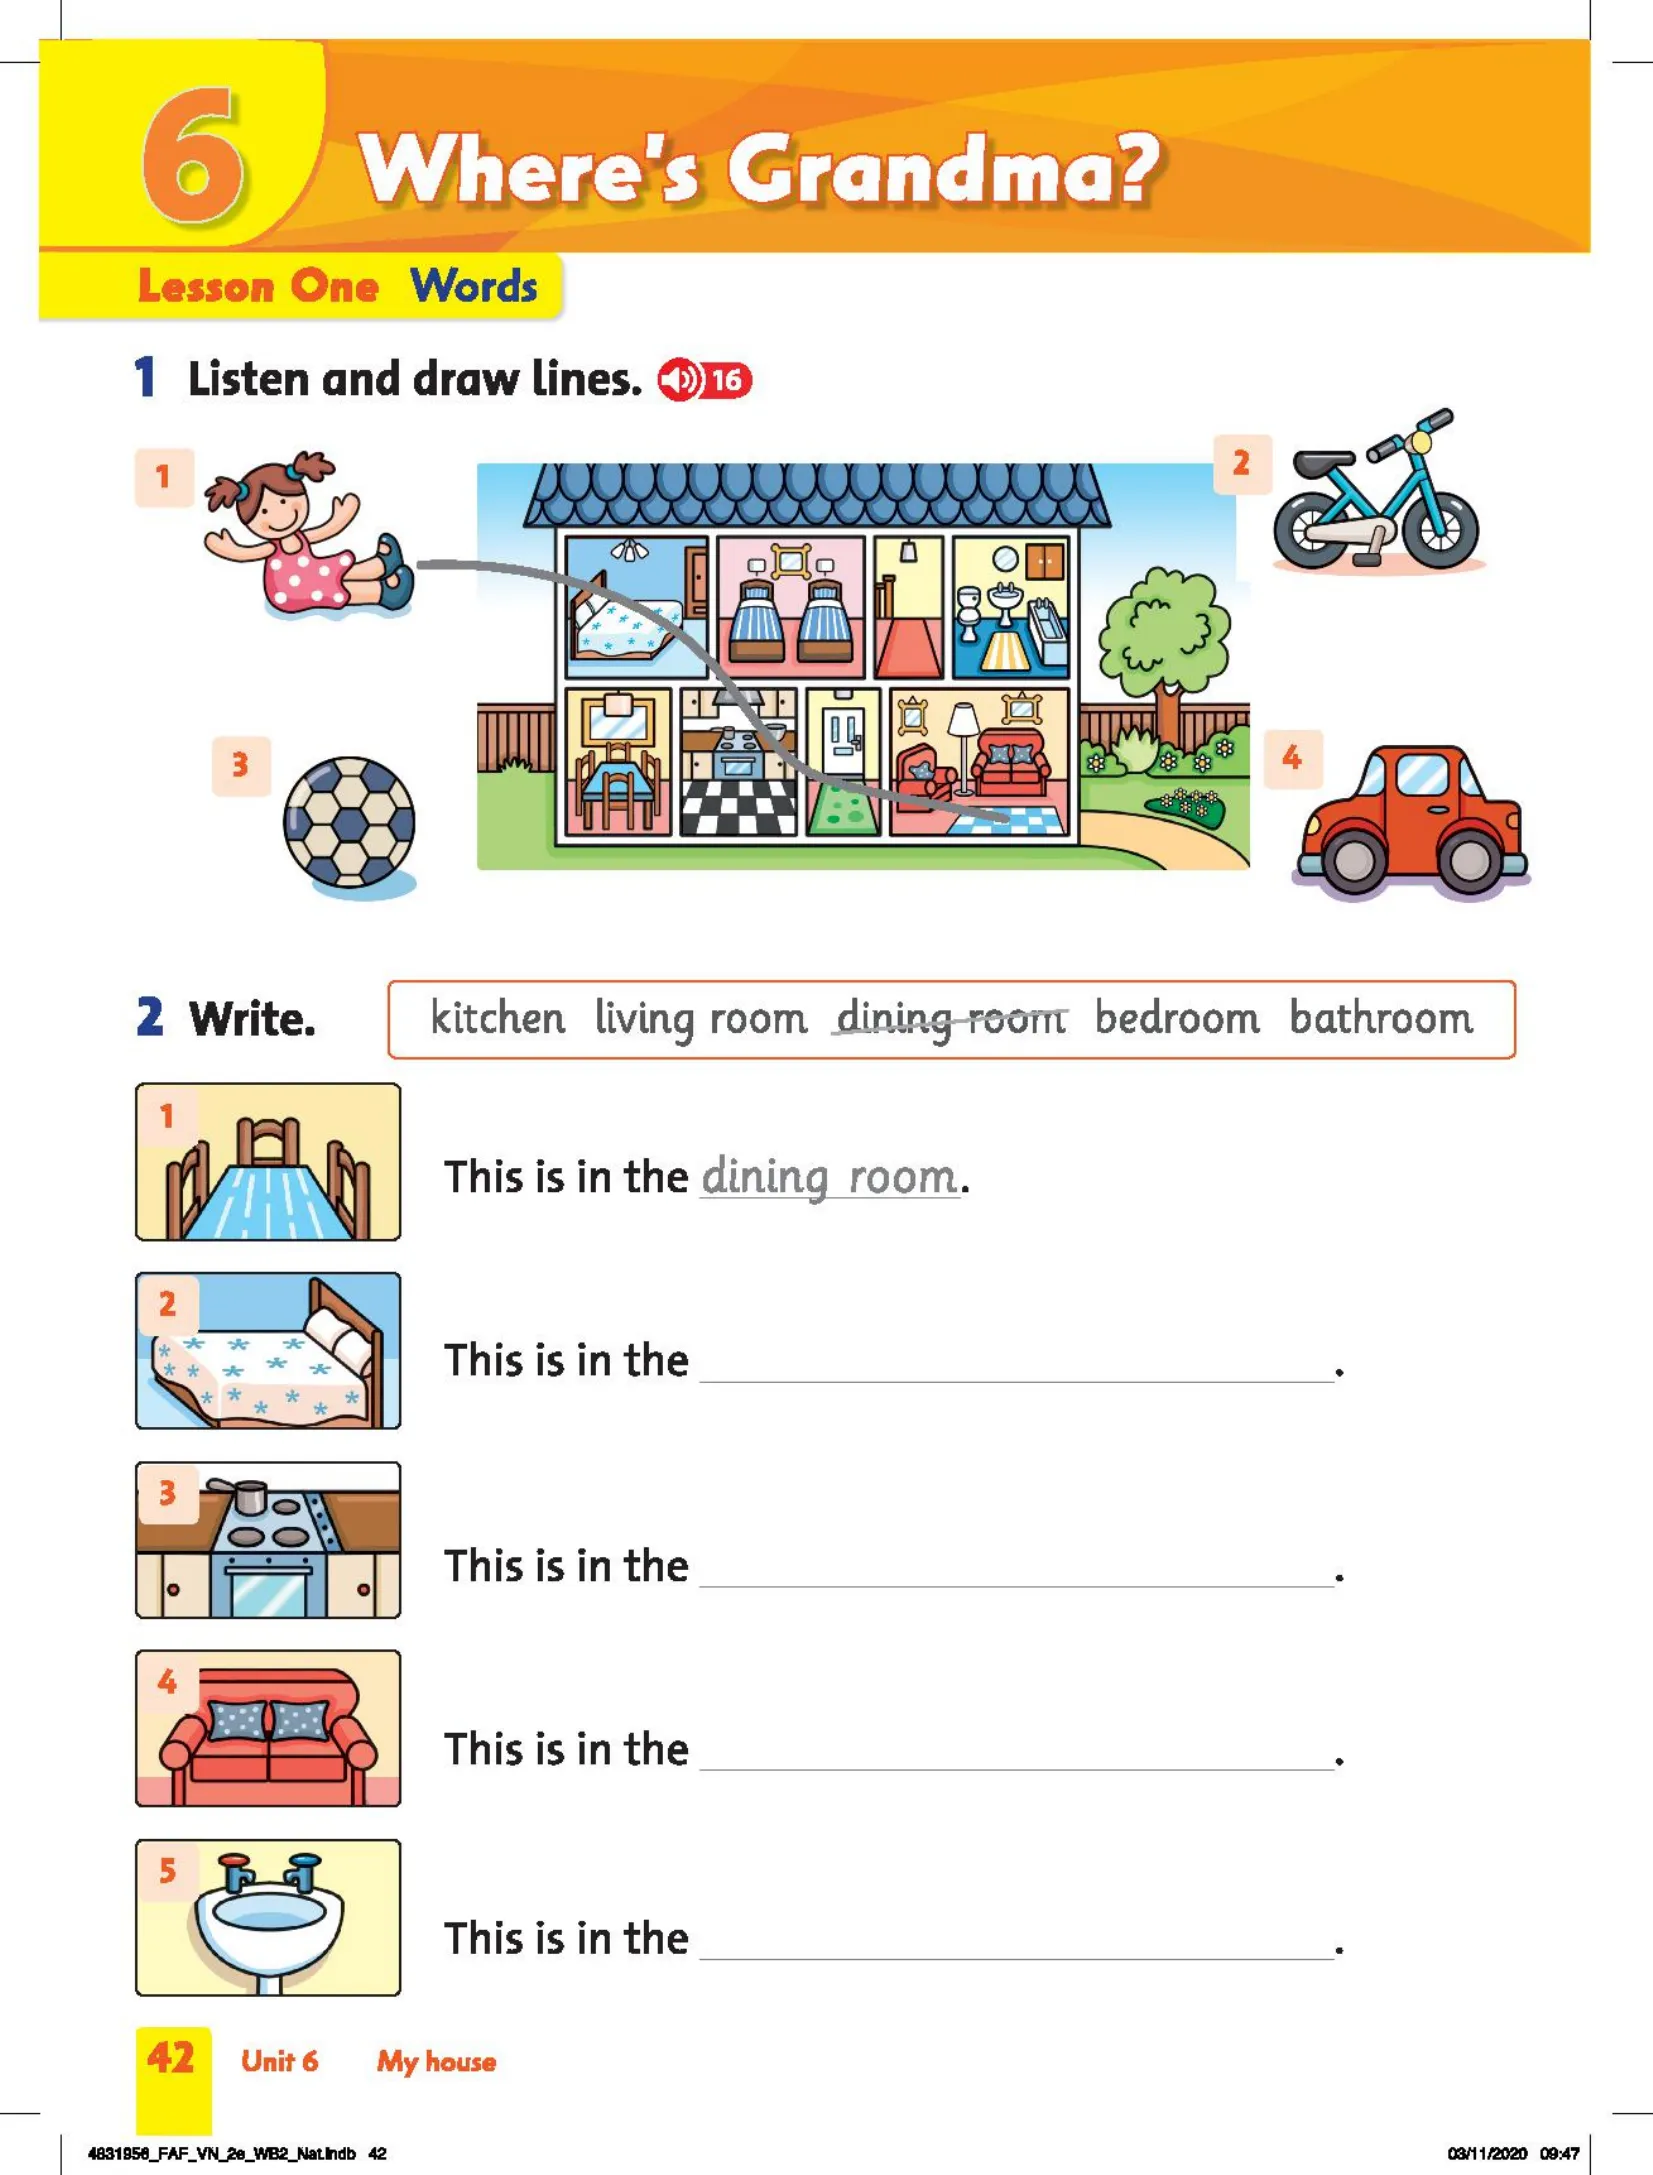 6
Where's Grandma?
Lesson One Words
1 Listen and draw lines. 16
1
2
3
4
2 Write.
kitchen living room dining room bedroom bathroom
1
This is in the dining room.
2
This is in the .
3
This is in the .
4
This is in the .
5
This is in the .
42 Unit 6 My house
4831956_FAF_VN_2e_WB2_Nat.indb 42
03/11/2020 09:47